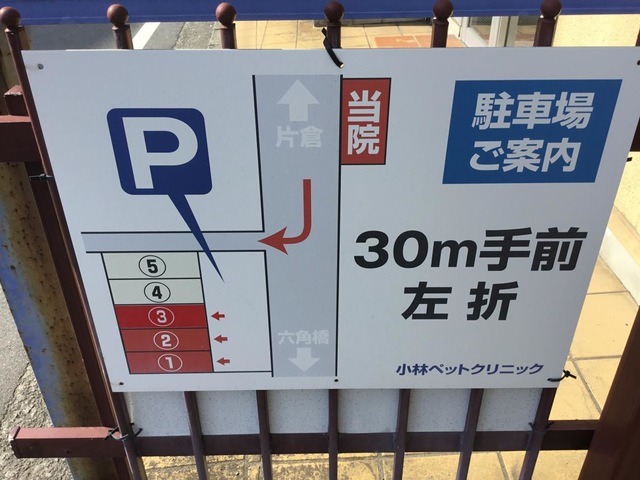 片倉
当院
駐車場
ご案内
P
30m手前
左折
⑤
④
③
②
①
六角橋
小林ペットクリニック